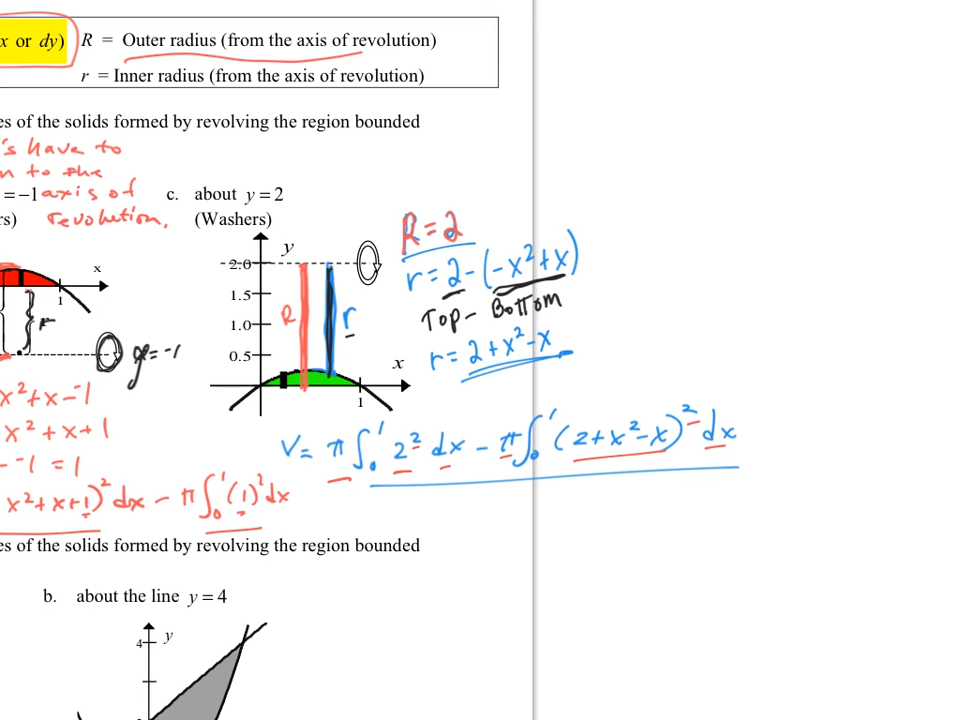 x or dy) R = Outer radius (from the axis of revolution)
r = Inner radius (from the axis of revolution)
es of the solids formed by revolving the region bounded
's have to
n to the
= −1 axis of
rs) revolution.
c. about y = 2
(Washers)
y
2.0
1.5
1.0
0.5
x
1
R
r
R = 2
r = 2 - (-x²+x)
Top - Bottom
r = 2+x²-x
x
1
r
y = -1
x²+x - -1
x²+x+1
- -1 = 1
x²+x+1)² dx - π∫₀¹(1)² dx
V = π∫₀¹ 2² dx - π∫₀¹ (2+x²-x)² dx
es of the solids formed by revolving the region bounded
b. about the line y = 4
4
y